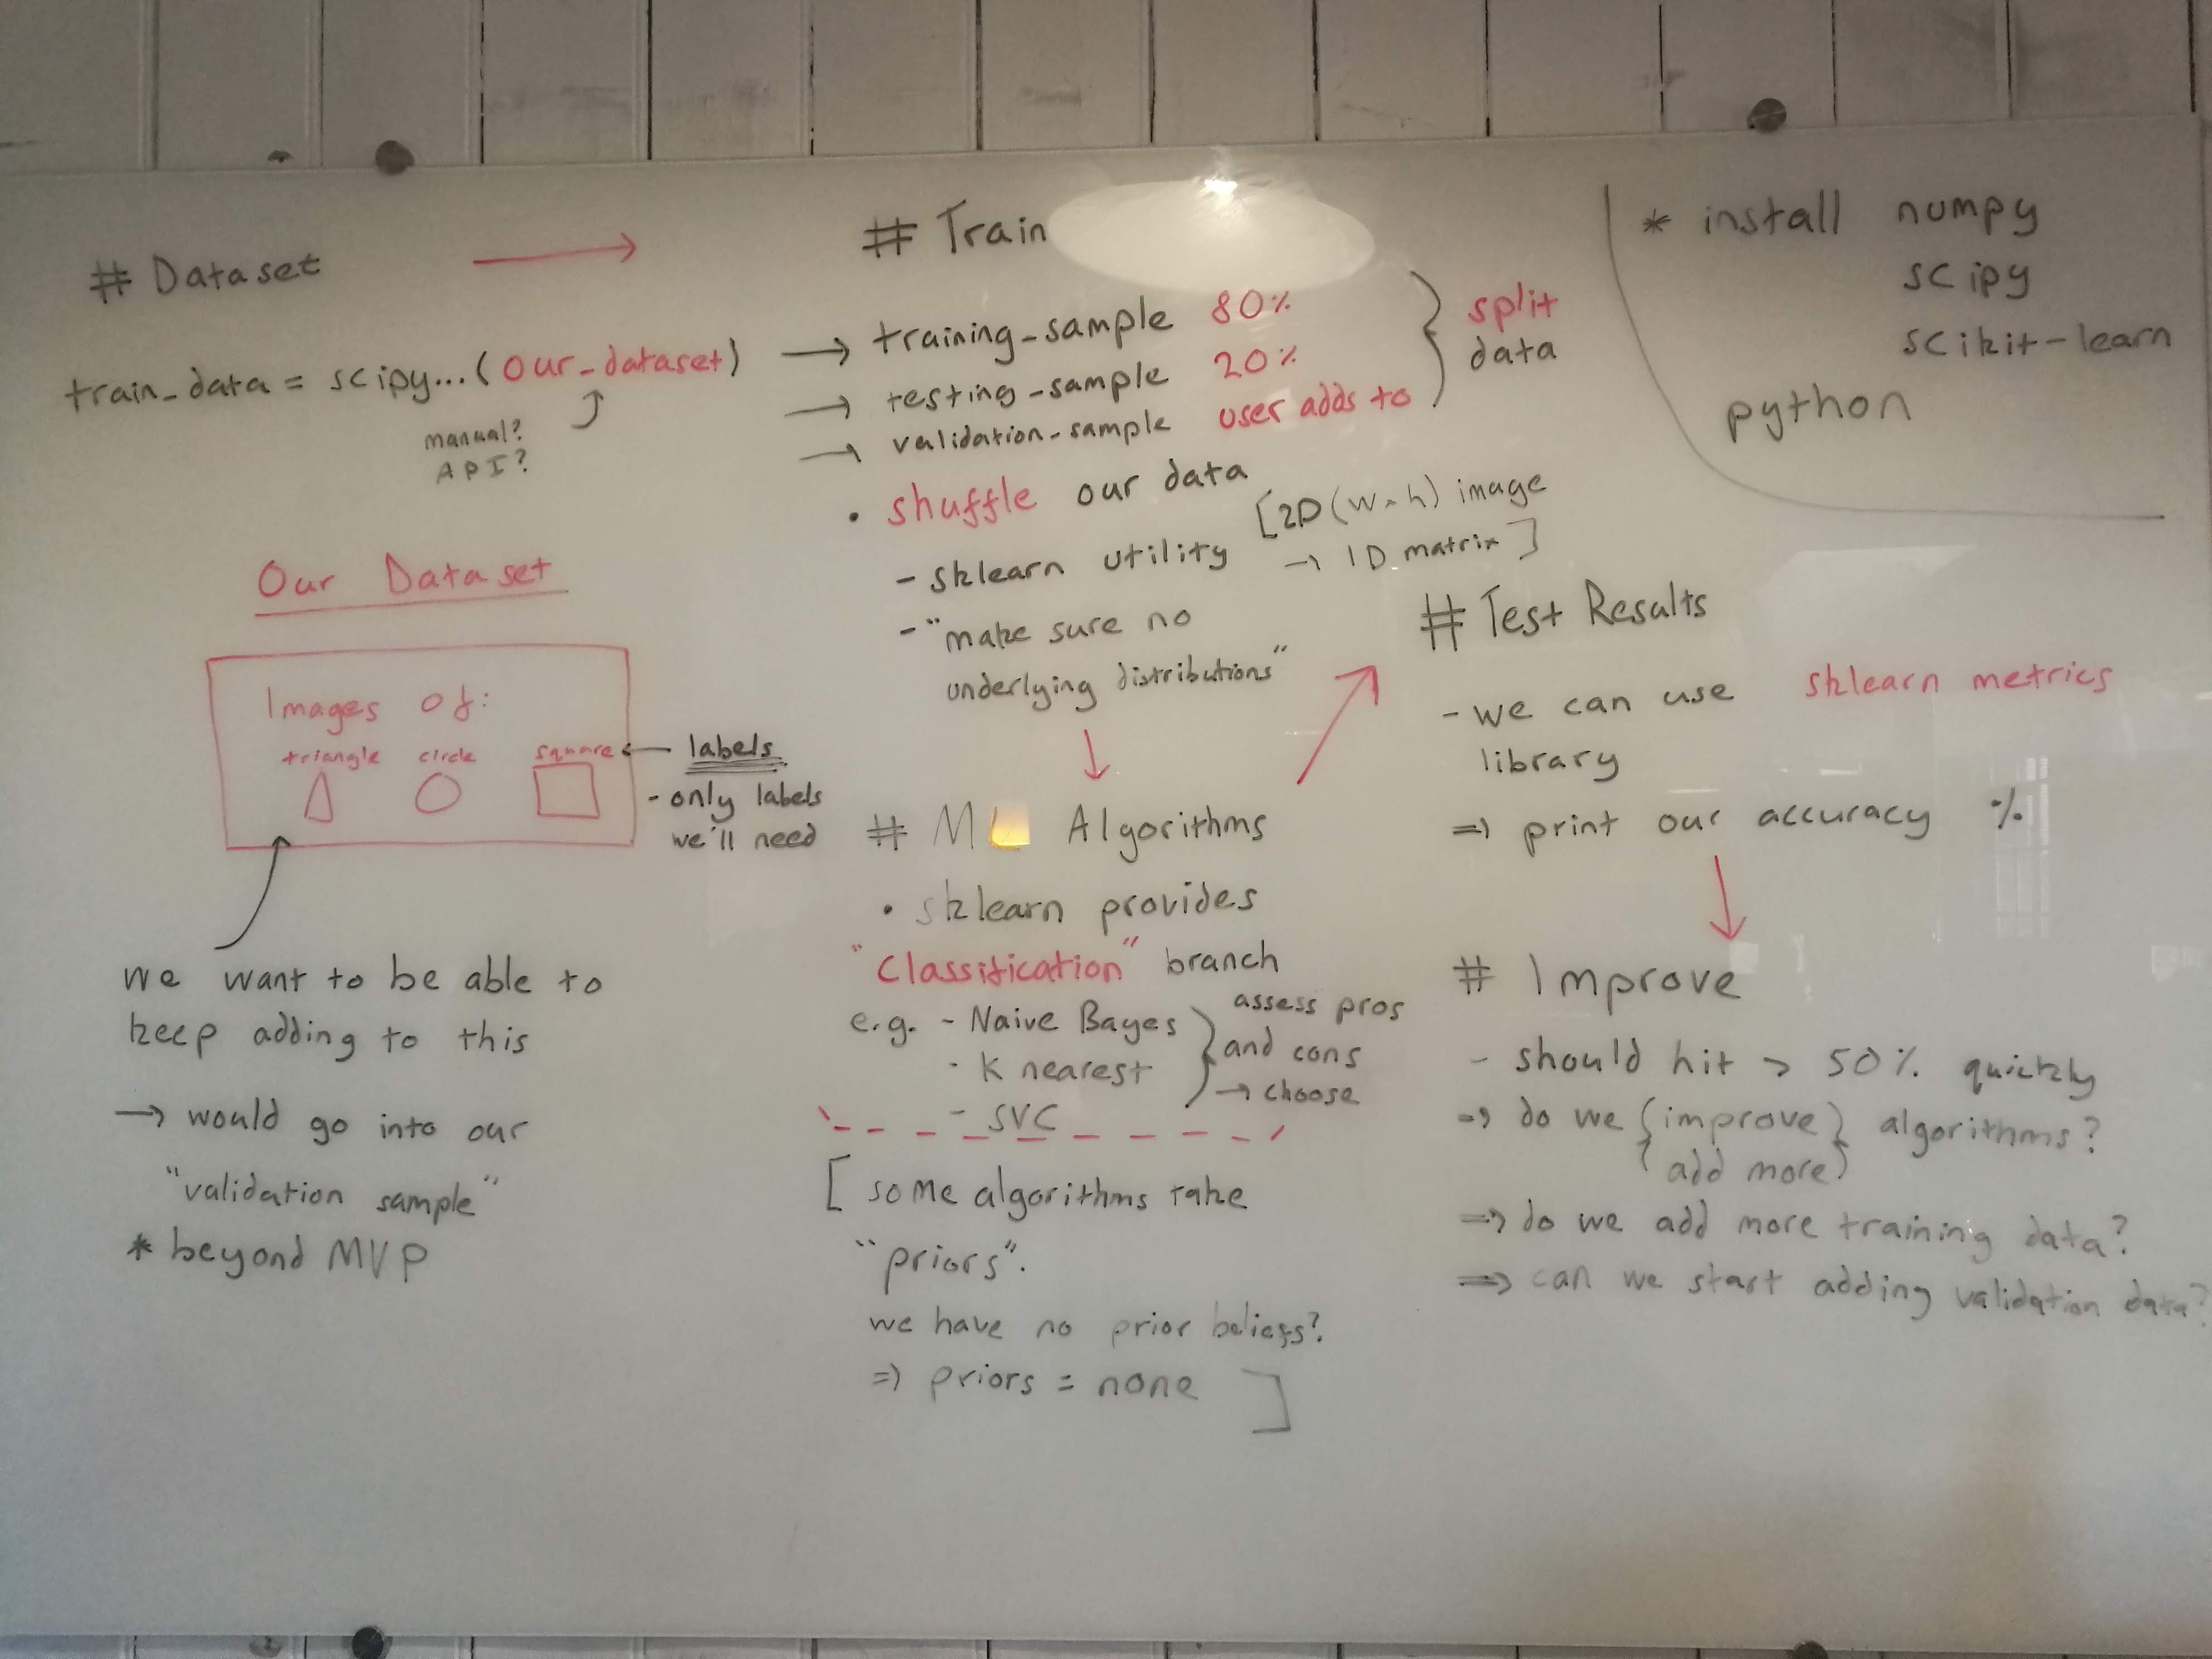 # Dataset
train_data = scipy...(our_dataset)
manual?
API?
Our Dataset
Images of:
triangle circle square
labels
- only labels
we'll need
we want to be able to
keep adding to this
→ would go into our
"validation sample"
* beyond MVP
# Train
→ training_sample 80%
→ testing_sample 20%
→ validation_sample user adds to
split
data
• shuffle our data
- sklearn utility
[2D (w×h) image
→ 1D matrix]
- "make sure no
underlying distributions"
# ML Algorithms
• sklearn provides
"Classification" branch
e.g. - Naive Bayes
- K nearest
- SVC
assess pros
and cons
→ choose
[some algorithms take
"priors".
we have no prior beliefs?
=> priors = none ]
* install numpy
scipy
scikit-learn
python
# Test Results
- we can use sklearn metrics
library
=> print our accuracy %
# Improve
- should hit > 50% quickly
=> do we {improve} algorithms?
{add more}
=> do we add more training data?
=> can we start adding validation data?